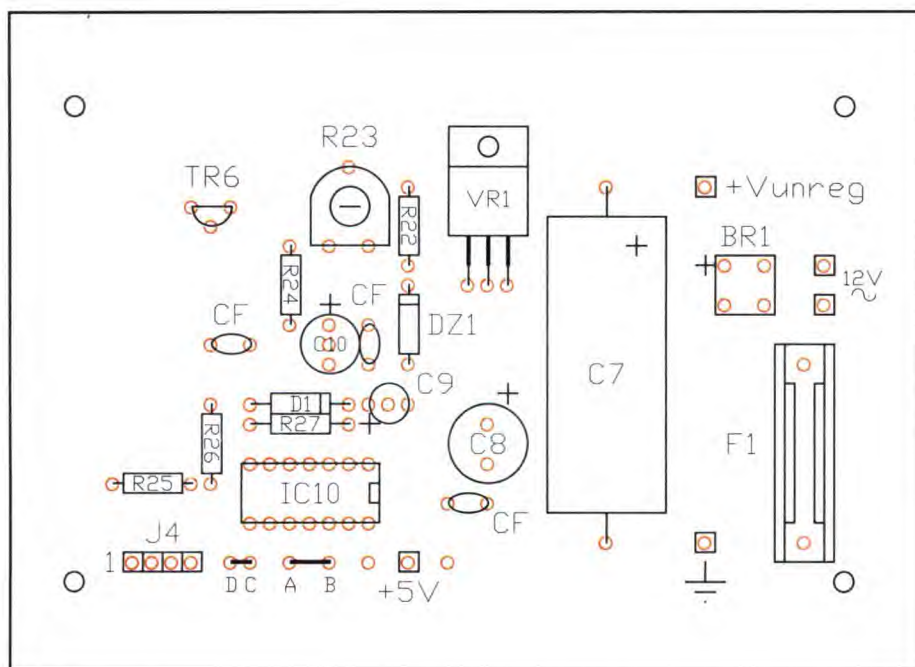 R23
TR6
VR1
+Vunreg
R22
BR1
+
+
12V
~
R24
+
CF
CF
DZ1
C10
C7
C9
+
D1
+
R27
C8
F1
R26
R25
IC10
CF
J4
1
D C A B
+5V